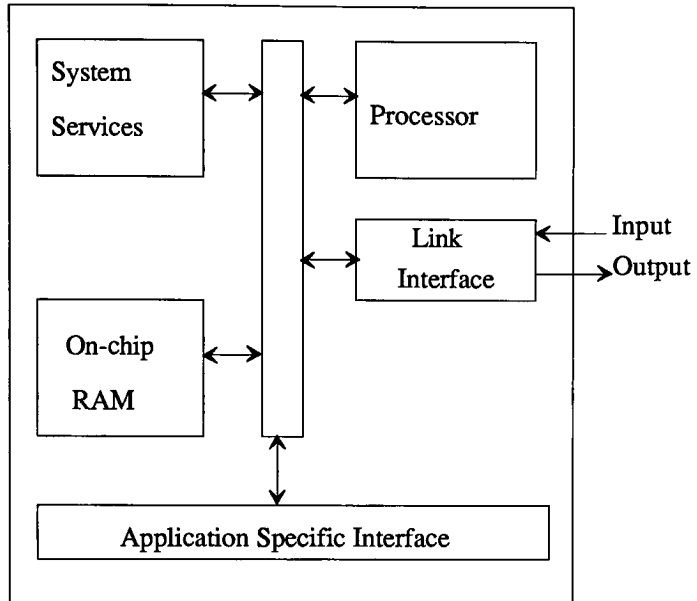 System
Services
Processor
Link
Interface
Input
Output
On-chip
RAM
Application Specific Interface